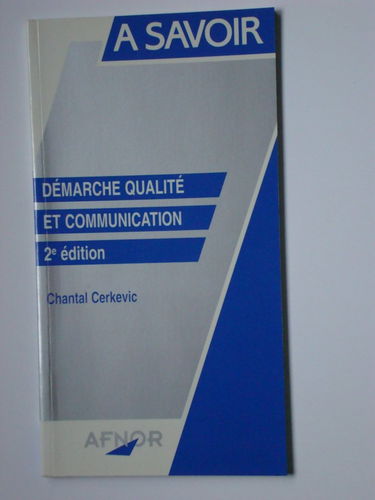 A SAVOIR
DÉMARCHE QUALITÉ
ET COMMUNICATION
2e édition
Chantal Cerkevic
AFNOR